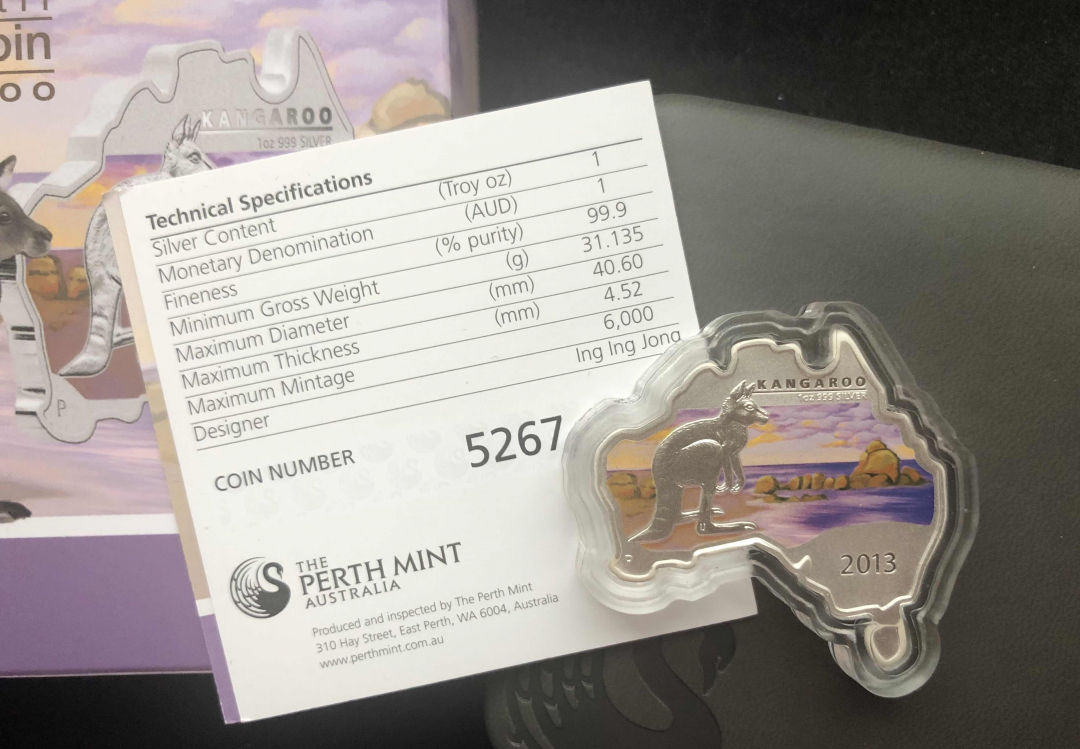 oin
KANGAROO
1oz 999 SILVER
P
Technical Specifications
Silver Content (Troy oz) 1
Monetary Denomination (AUD) 1
Fineness (% purity) 99.9
Minimum Gross Weight (g) 31.135
Maximum Diameter (mm) 40.60
Maximum Thickness (mm) 4.52
Maximum Mintage 6,000
Designer Ing Ing Jong
COIN NUMBER 5267
THE
PERTH MINT
AUSTRALIA
Produced and inspected by The Perth Mint
310 Hay Street, East Perth, WA 6004, Australia
www.perthmint.com.au
KANGAROO
1oz 999 SILVER
P
2013